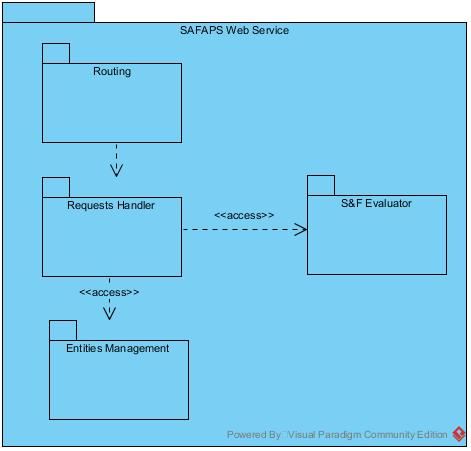 SAFAPS Web Service
Routing
Requests Handler
<<access>>
S&F Evaluator
<<access>>
Entities Management
Powered By Visual Paradigm Community Edition